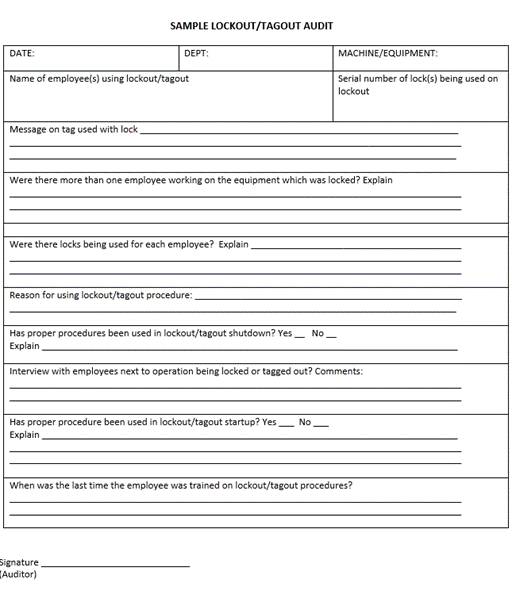 SAMPLE LOCKOUT/TAGOUT AUDIT
DATE: DEPT: MACHINE/EQUIPMENT:
Name of employee(s) using lockout/tagout
Serial number of lock(s) being used on
lockout
Message on tag used with lock
Were there more than one employee working on the equipment which was locked? Explain
Were there locks being used for each employee? Explain
Reason for using lockout/tagout procedure:
Has proper procedures been used in lockout/tagout shutdown? Yes __ No __
Explain
Interview with employees next to operation being locked or tagged out? Comments:
Has proper procedure been used in lockout/tagout startup? Yes ___ No ___
Explain
When was the last time the employee was trained on lockout/tagout procedures?
Signature
(Auditor)